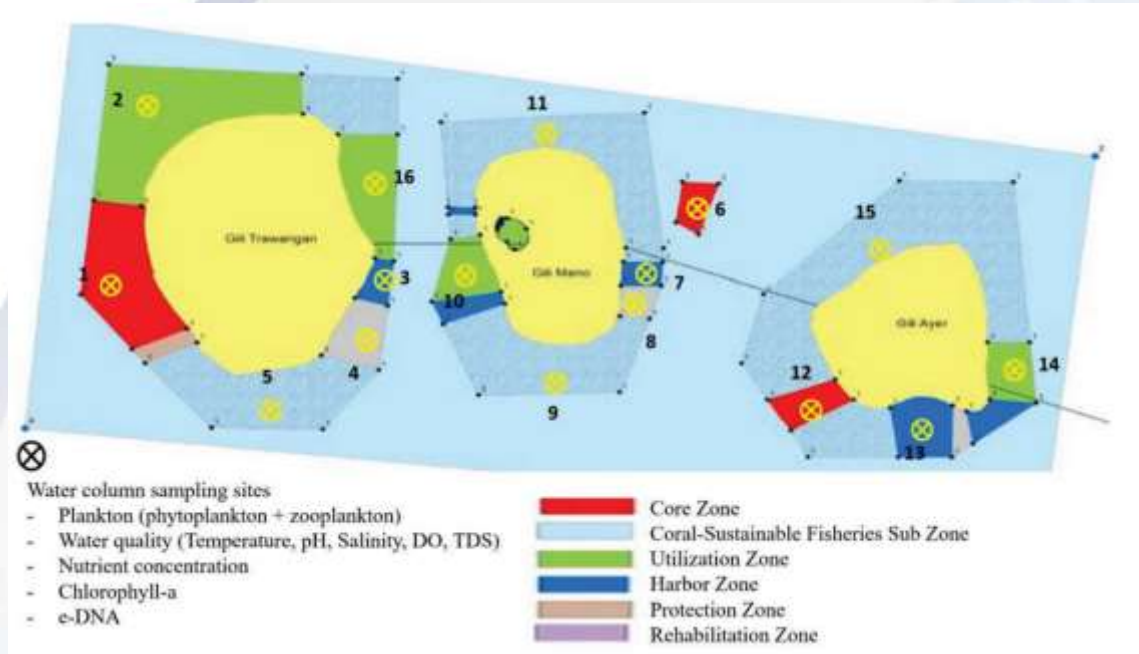 2
11
16
15
6
Gili Trawangan
1
3
Gili Meno
7
10
Gili Ayer
8
5
4
12
14
9
13
Water column sampling sites
- Plankton (phytoplankton + zooplankton)
- Water quality (Temperature, pH, Salinity, DO, TDS)
- Nutrient concentration
- Chlorophyll-a
- e-DNA
Core Zone
Coral-Sustainable Fisheries Sub Zone
Utilization Zone
Harbor Zone
Protection Zone
Rehabilitation Zone